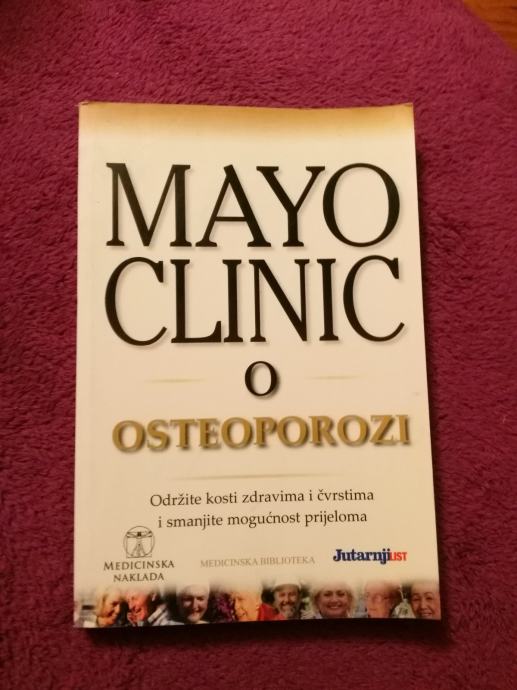 MAYO
CLINIC
O
OSTEOPOROZI
Održite kosti zdravima i čvrstima
i smanjite mogućnost prijeloma
MEDICINSKA
NAKLADA
MEDICINSKA BIBLIOTEKA
Jutarnji LIST